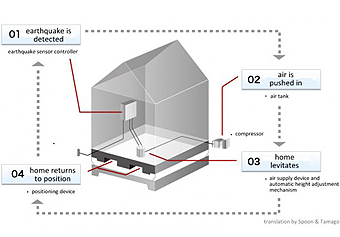 01 earthquake is
detected
earthquake sensor controller
02 air is
pushed in
• air tank
• compressor
03 home
levitates
• air supply device and
automatic height adjustment
mechanism
04 home returns
to position
• positioning device
translation by Spoon & Tamago